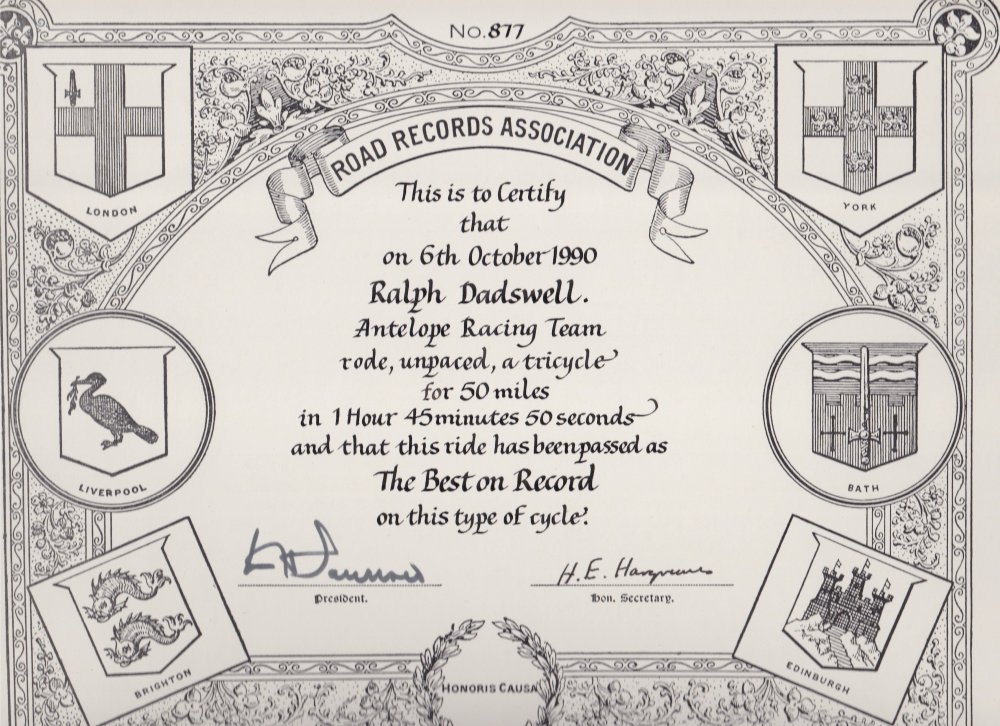 No. 877
LONDON
YORK
ROAD RECORDS ASSOCIATION
This is to Certify
that
on 6th October 1990
Ralph Dadswell.
Antelope Racing Team
rode, unpaced, a tricycle
for 50 miles
in 1 Hour 45 minutes 50 seconds
and that this ride has been passed as
The Best on Record
on this type of cycle.
LIVERPOOL
BATH
H. E.
President.
Hon. Secretary.
BRIGHTON
EDINBURGH
HONORIS CAUSA